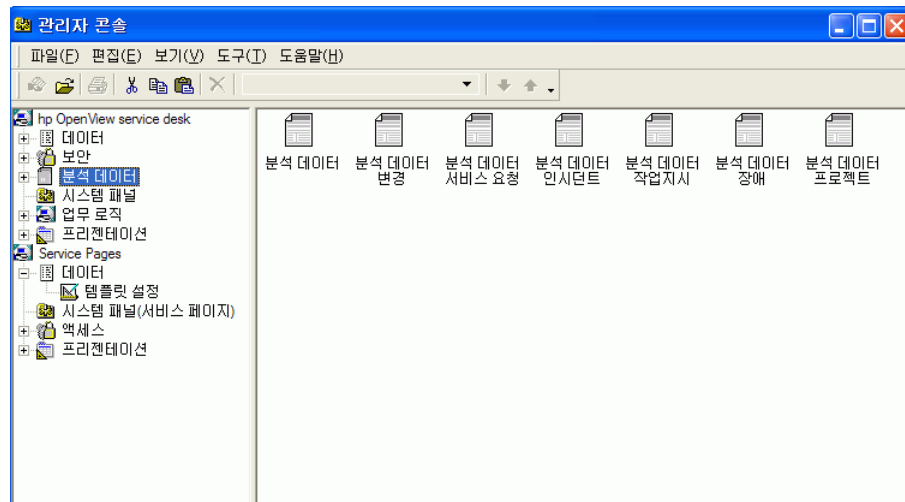 관리자 콘솔
파일(F) 편집(E) 보기(V) 도구(T) 도움말(H)
hp OpenView service desk
데이터
보안
분석 데이터
시스템 패널
업무 로직
프리젠테이션
Service Pages
데이터
템플릿 설정
시스템 패널(서비스 페이지)
액세스
프리젠테이션
분석 데이터
분석 데이터
변경
분석 데이터
서비스 요청
분석 데이터
인시던트
분석 데이터
작업지시
분석 데이터
장애
분석 데이터
프로젝트